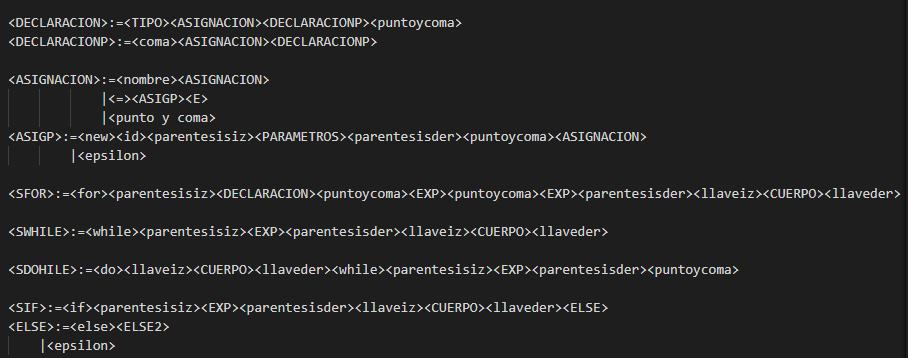 <DECLARACION>:=<TIPO><ASIGNACION><DECLARACIONP><puntoycoma>
<DECLARACIONP>:=<coma><ASIGNACION><DECLARACIONP>
<ASIGNACION>:=<nombre><ASIGNACION>
|<=><ASIGP><E>
|<punto y coma>
<ASIGP>:=<new><id><parentesisiz><PARAMETROS><parentesisder><puntoycoma><ASIGNACION>
|<epsilon>
<SFOR>:=<for><parentesisiz><DECLARACION><puntoycoma><EXP><puntoycoma><EXP><parentesisder><llaveiz><CUERPO><llaveder>
<SWHILE>:=<while><parentesisiz><EXP><parentesisder><llaveiz><CUERPO><llaveder>
<SDOHILE>:=<do><llaveiz><CUERPO><llaveder><while><parentesisiz><EXP><parentesisder><puntoycoma>
<SIF>:=<if><parentesisiz><EXP><parentesisder><llaveiz><CUERPO><llaveder><ELSE>
<ELSE>:=<else><ELSE2>
|<epsilon>